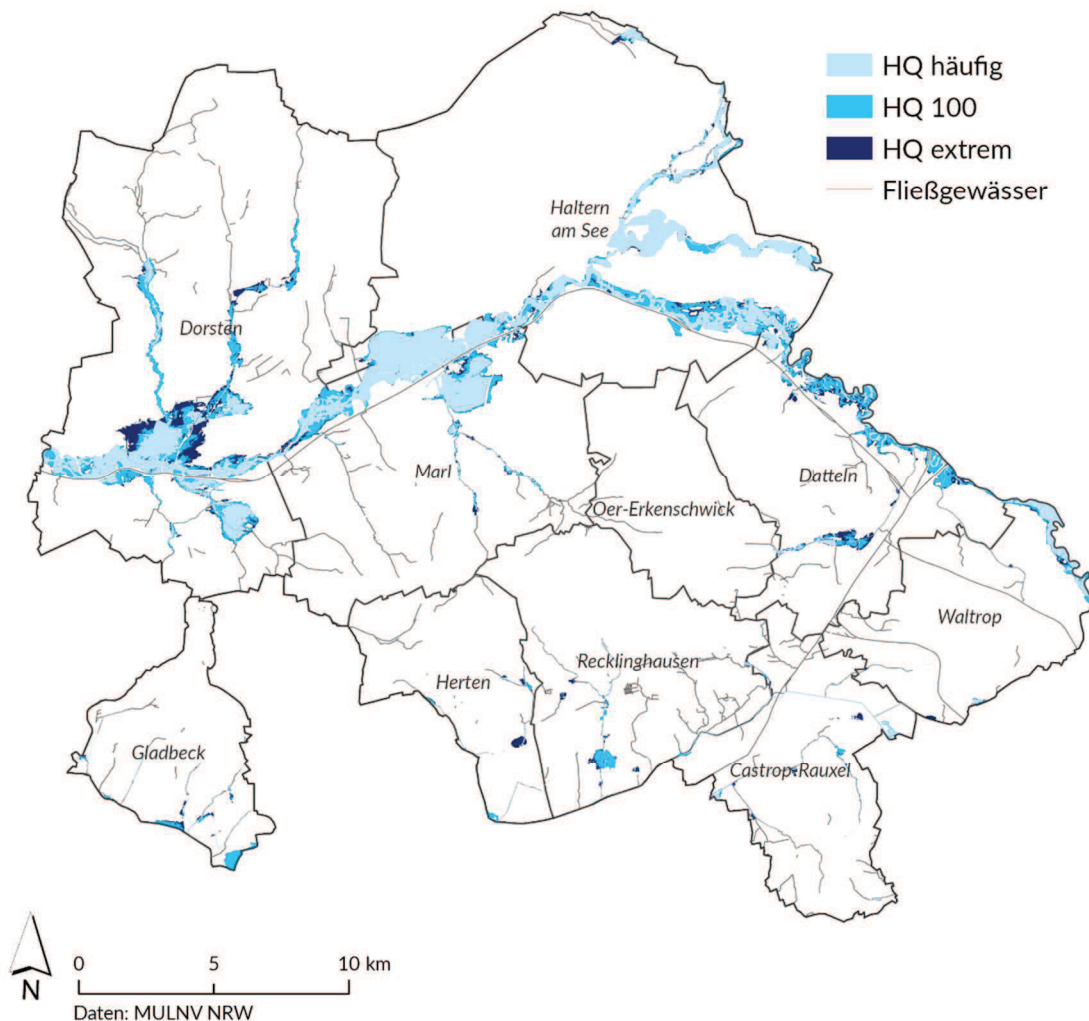 HQ häufig
HQ 100
HQ extrem
Fließgewässer
Haltern
am See
Dorsten
Marl
Oer-Erkenschwick
Datteln
Waltrop
Recklinghausen
Herten
Gladbeck
Castrop-Rauxel
N
0 5 10 km
Daten: MULNV NRW